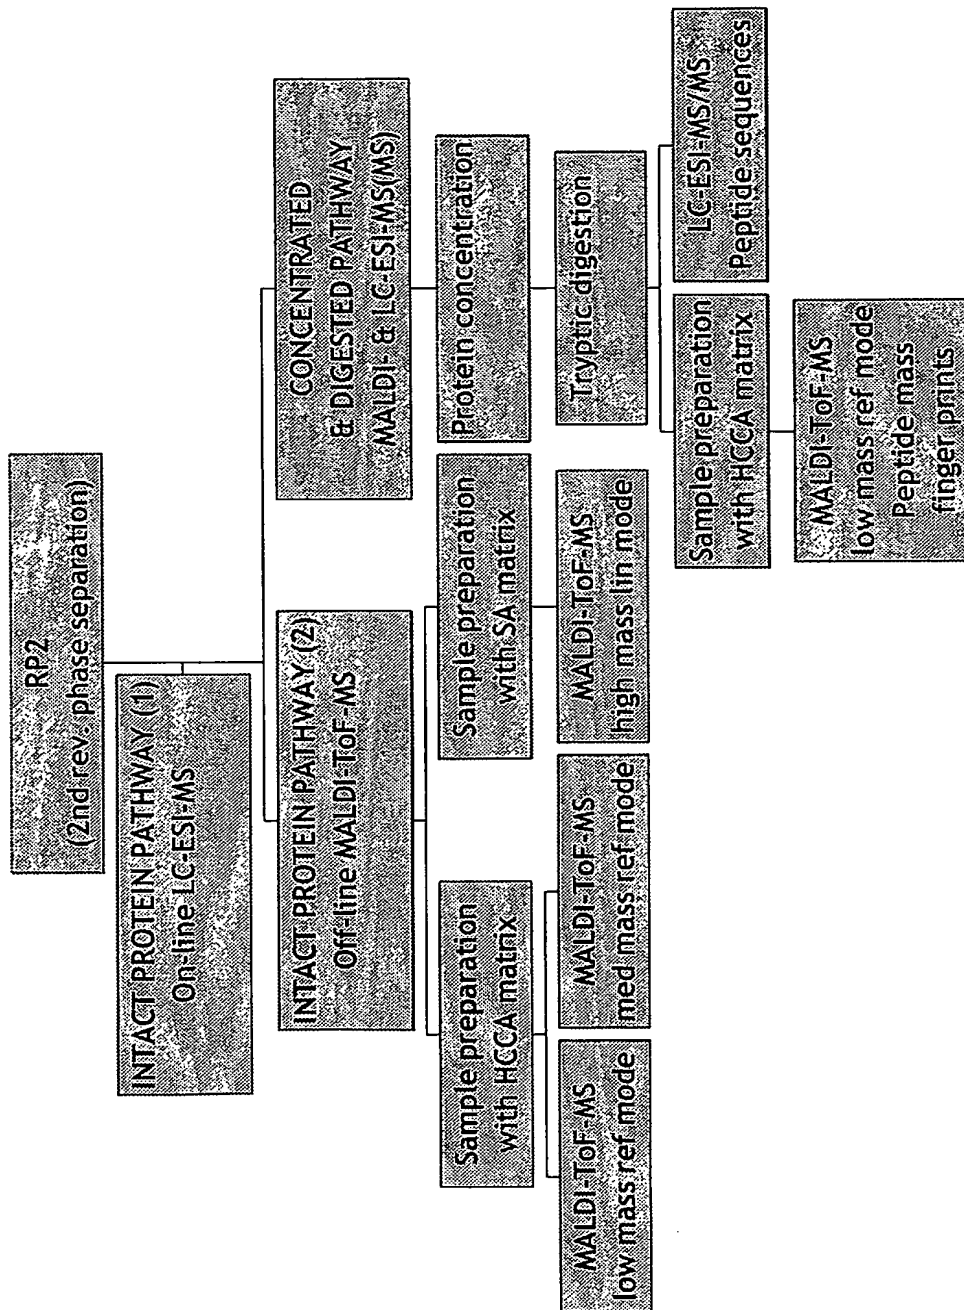 RP2
(2nd rev. phase separation)
INTACT PROTEIN PATHWAY (1)
On-line LC-ESI-MS
INTACT PROTEIN PATHWAY (2)
Off-line MALDI-ToF-MS
CONCENTRATED
& DIGESTED PATHWAY
MALDI- & LC-ESI-MS(MS)
Sample preparation
with HCCA matrix
Sample preparation
with SA matrix
Protein concentration
MALDI-ToF-MS
low mass ref mode
MALDI-ToF-MS
med mass ref mode
MALDI-ToF-MS
high mass lin mode
Tryptic digestion
Sample preparation
with HCCA matrix
LC-ESI-MS/MS
Peptide sequences
MALDI-ToF-MS
low mass ref mode
Peptide mass
finger prints